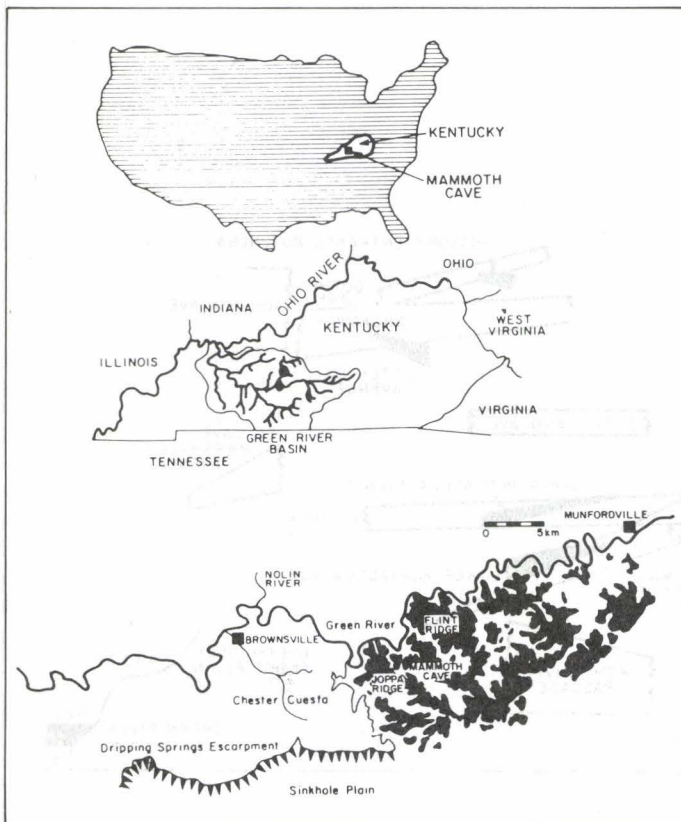 KENTUCKY
MAMMOTH
CAVE
OHIO RIVER
OHIO
INDIANA
KENTUCKY
WEST
VIRGINIA
ILLINOIS
VIRGINIA
GREEN RIVER
BASIN
TENNESSEE
MUNFORDVILLE
0 5km
NOLIN
RIVER
Green River
FLINT
RIDGE
BROWNSVILLE
MAMMOTH
CAVE
JOPPA
RIDGE
Chester Cuesta
Dripping Springs Escarpment
Sinkhole Plain